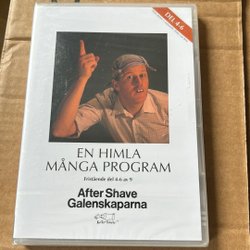 DEL 4-6
EN HIMLA
MÅNGA PROGRAM
Fristående del 4-6 av 9
After Shave
Galenskaparna